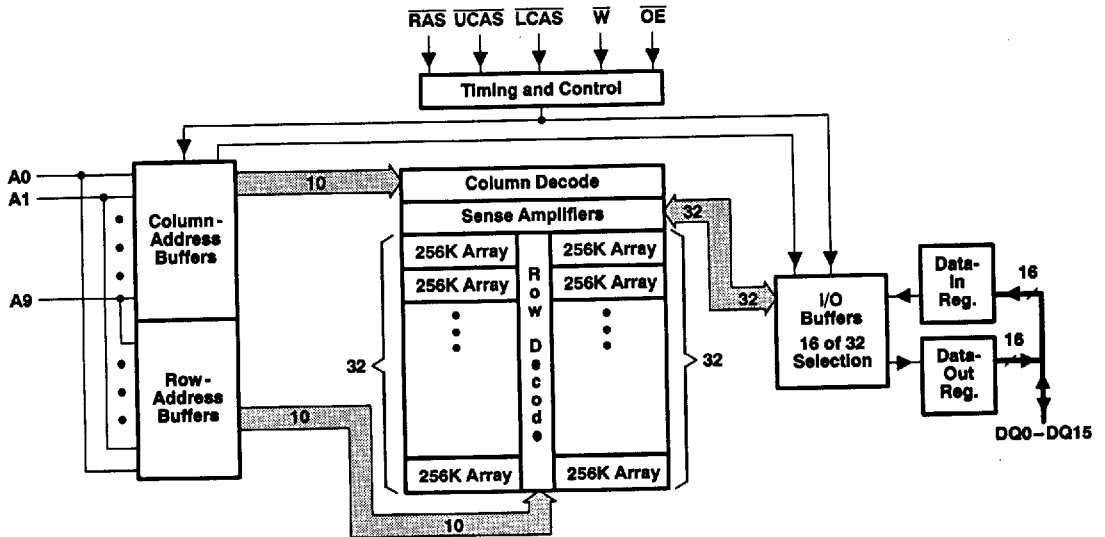 RAS UCAS LCAS W OE
Timing and Control
A0
A1
A9
Column-
Address
Buffers
Row-
Address
Buffers
10
Column Decode
Sense Amplifiers
32
256K Array
256K Array
256K Array
256K Array
Row Decode
32
32
256K Array
256K Array
10
10
32
I/O
Buffers
16 of 32
Selection
Data-
In
Reg.
16
Data-
Out
Reg.
16
DQ0–DQ15